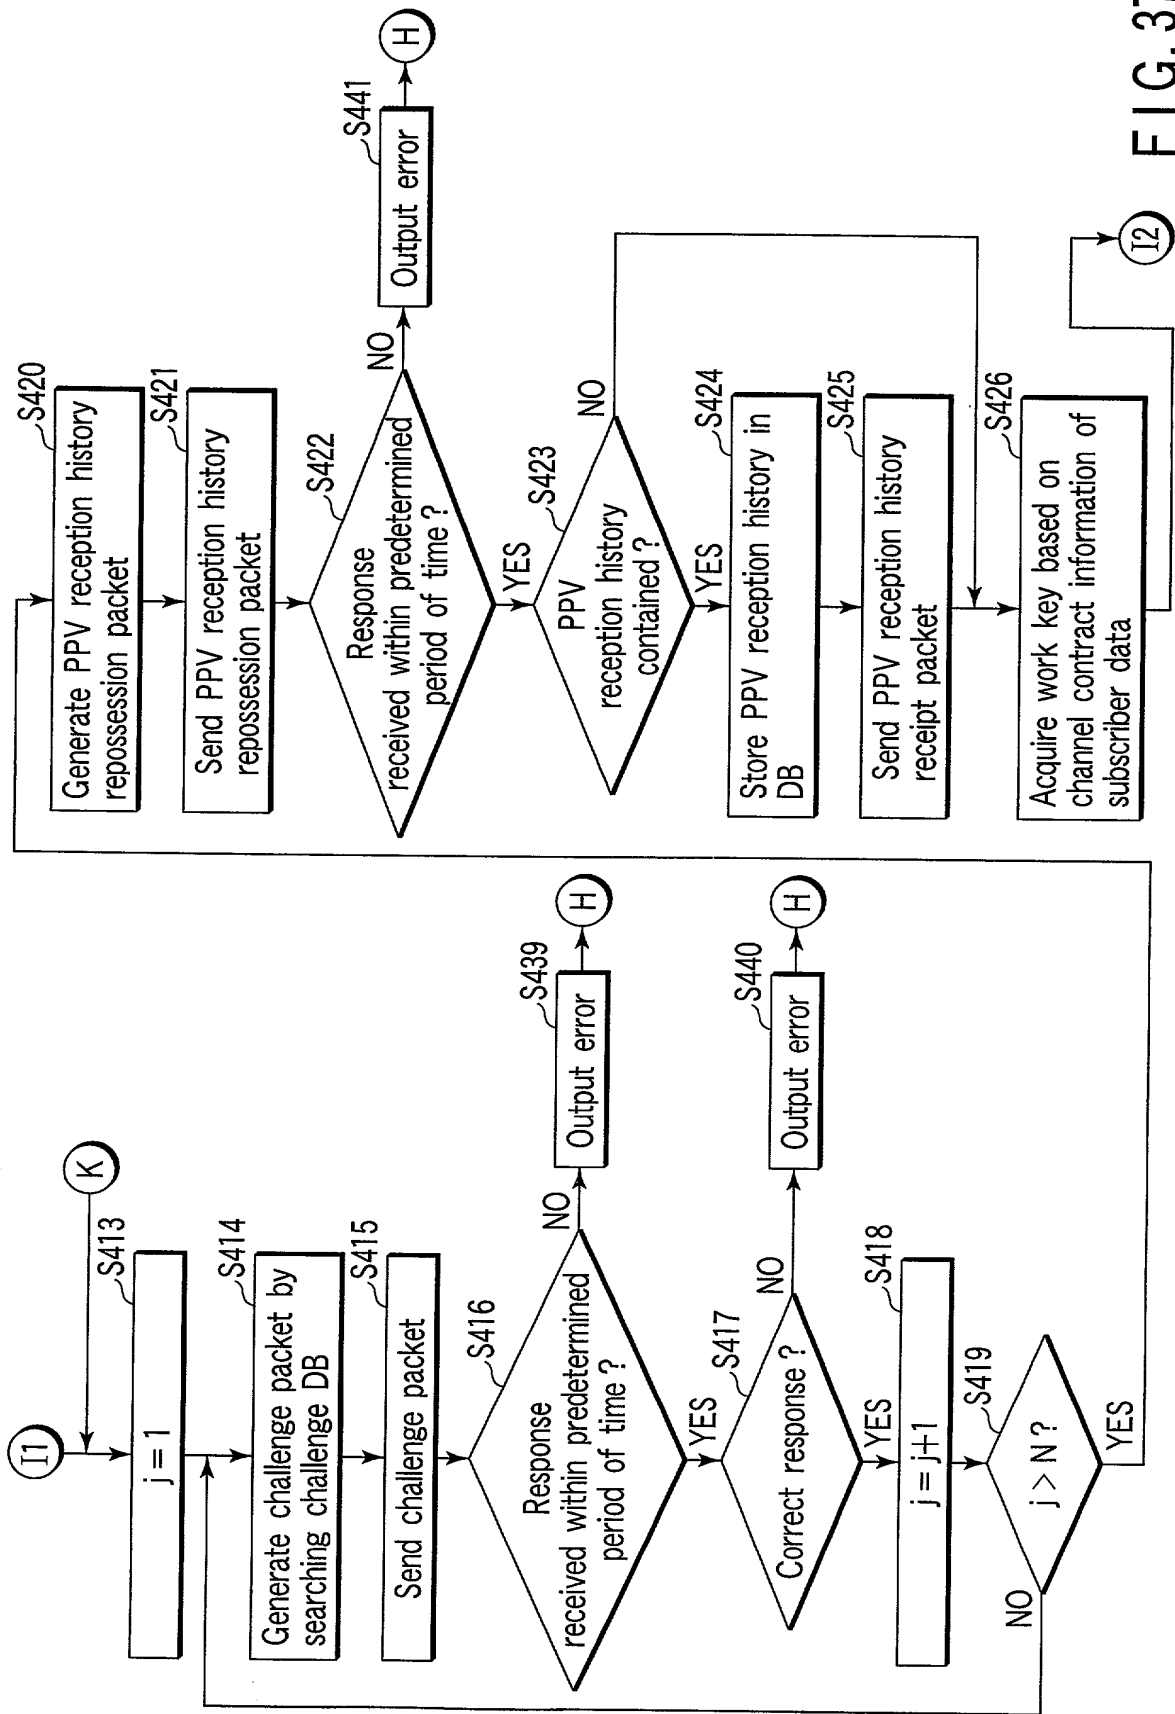 I1
K
S413
j = 1
S414
Generate challenge packet by
searching challenge DB
S415
Send challenge packet
S416
Response
received within predetermined
period of time ?
NO
S439
Output error
H
YES
S417
Correct response ?
NO
S440
Output error
H
YES
S418
j = j+1
S419
j > N ?
NO
YES
S420
Generate PPV reception history
repossession packet
S421
Send PPV reception history
repossession packet
S422
Response
received within predetermined
period of time ?
NO
S441
Output error
H
YES
S423
PPV
reception history
contained ?
NO
YES
S424
Store PPV reception history in
DB
S425
Send PPV reception history
receipt packet
S426
Acquire work key based on
channel contract information of
subscriber data
I2
FIG. 37